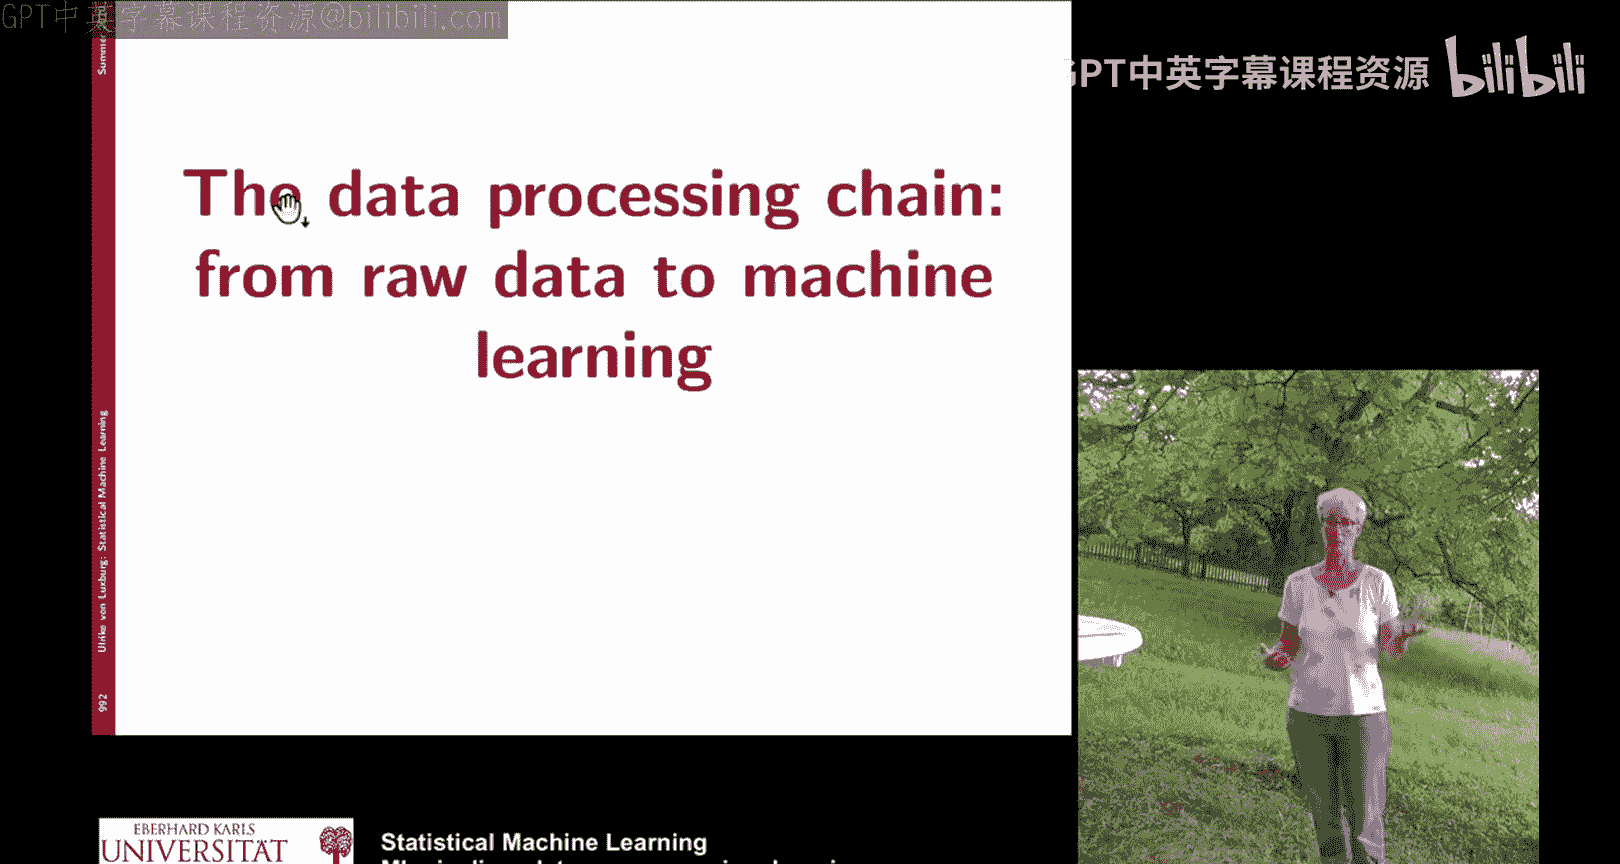 GPT中英字幕课程资源@bilibili.com
GPT中英字幕课程资源 bilibili
The data processing chain:
from raw data to machine
learning
Ulrike von Luxburg: Statistical Machine Learning
992
EBERHARD KARLS
UNIVERSITÄT
Statistical Machine Learning